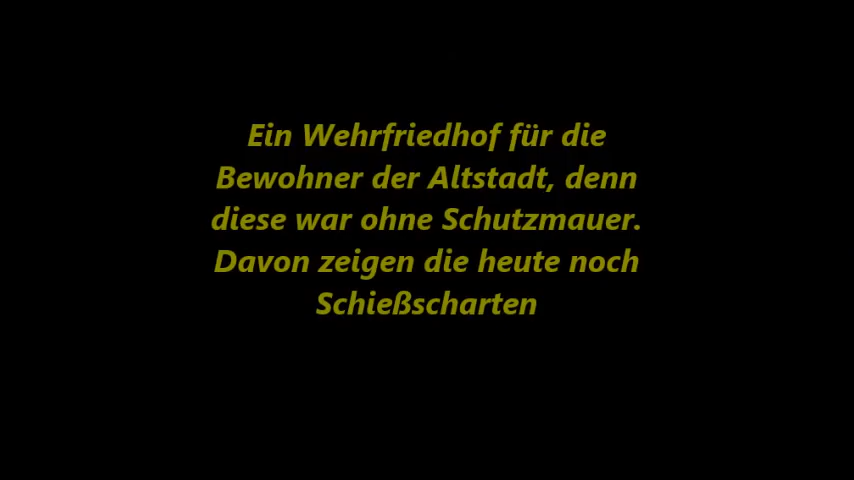 Ein Wehrfriedhof für die
Bewohner der Altstadt, denn
diese war ohne Schutzmauer.
Davon zeigen die heute noch
Schießscharten